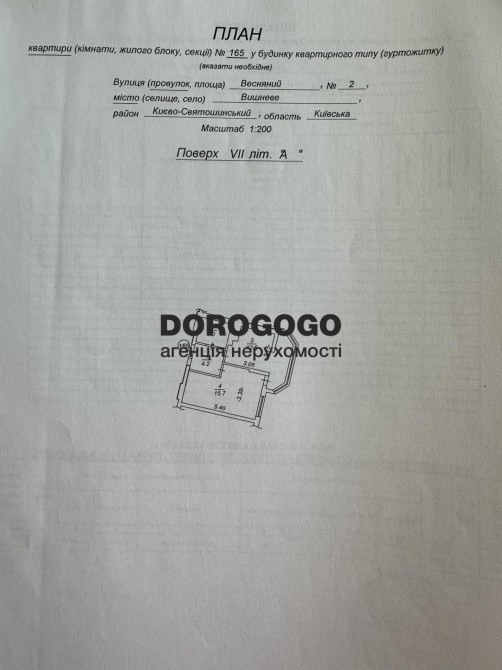 ПЛАН
квартири (кімнати, жилого блоку, секції) № 165 у будинку квартирного типу (гуртожитку)
(вказати необхідне)
Вулиця (провулок, площа) Весняний , № 2 ,
місто (селище, село) Вишневе ,
район Києво-Святошинський , область Київська
Масштаб 1:200
Поверх VII літ. "А "
DOROGOGO
агенція нерухомості
4.2
3.06
4
15.7
5.40